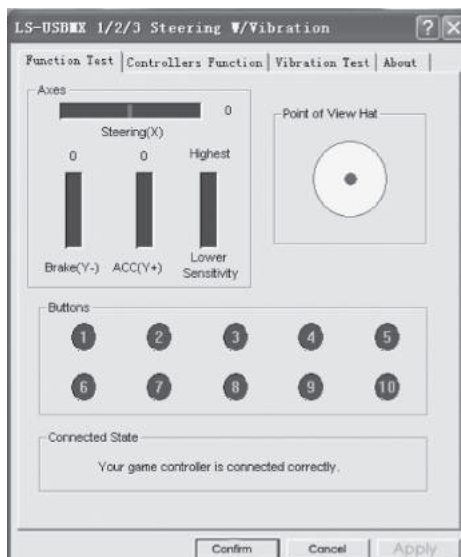 LS-USBMX 1/2/3 Steering W/Vibration
Function Test Controllers Function Vibration Test About
Axes
0
Steering(X)
0 0 Highest
Brake(Y-) ACC(Y+) Lower Sensitivity
Point of View Hat
Buttons
1 2 3 4 5
6 7 8 9 10
Connected State
Your game controller is connected correctly.
Confirm Cancel Apply